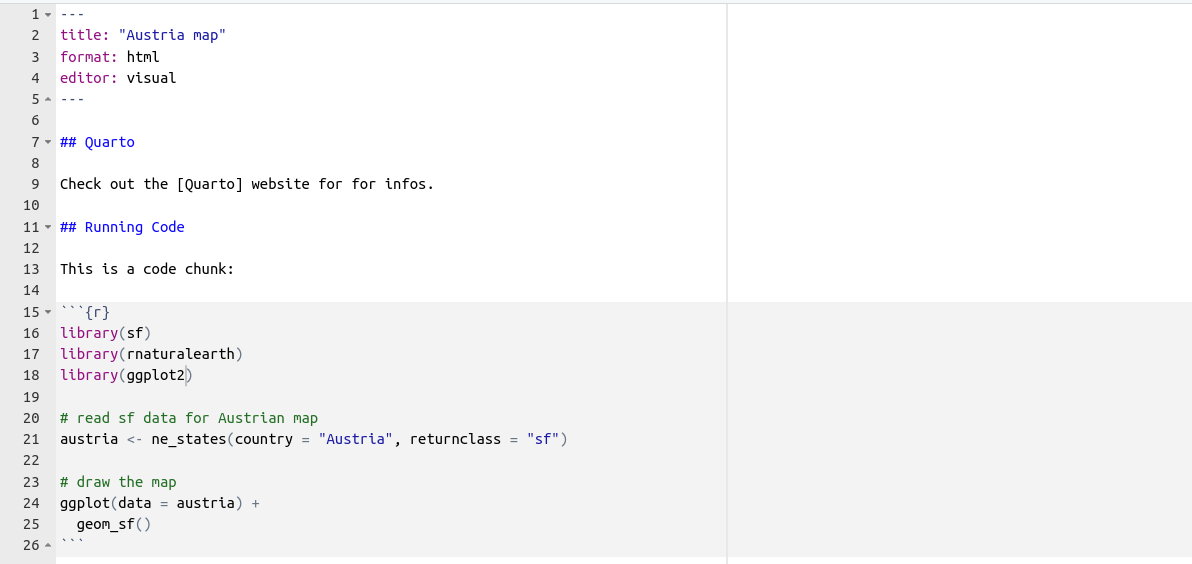 1 ---
2 title: "Austria map"
3 format: html
4 editor: visual
5 ---
6
7 ## Quarto
8
9 Check out the [Quarto] website for for infos.
10
11 ## Running Code
12
13 This is a code chunk:
14
15 ```{r}
16 library(sf)
17 library(rnaturalearth)
18 library(ggplot2)
19
20 # read sf data for Austrian map
21 austria <- ne_states(country = "Austria", returnclass = "sf")
22
23 # draw the map
24 ggplot(data = austria) +
25   geom_sf()
26 ```